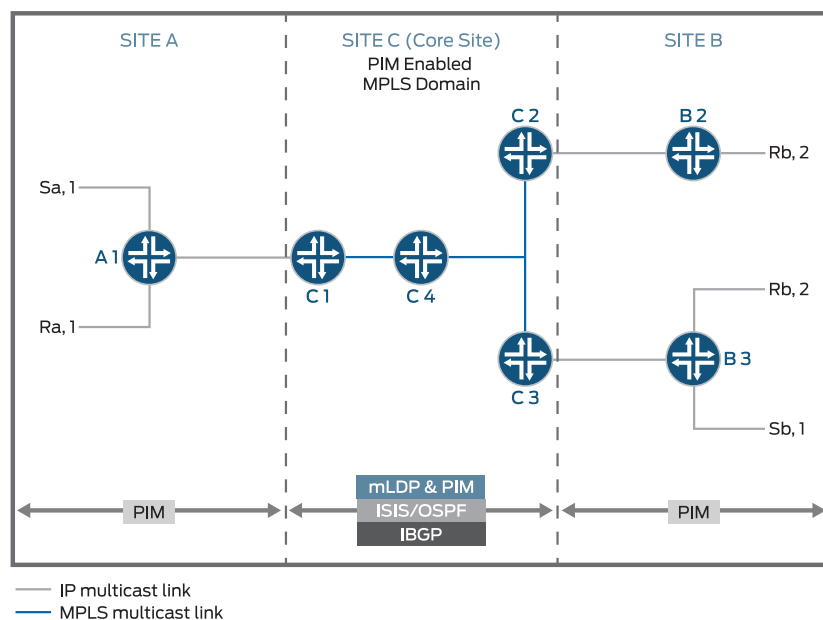 SITE A
SITE C (Core Site)
PIM Enabled
MPLS Domain
SITE B
C 2
B 2
Rb, 2
Sa, 1
A 1
C 1
C 4
Ra, 1
Rb, 2
B 3
C 3
Sb, 1
mLDP & PIM
PIM
ISIS/OSPF
PIM
IBGP
IP multicast link
MPLS multicast link